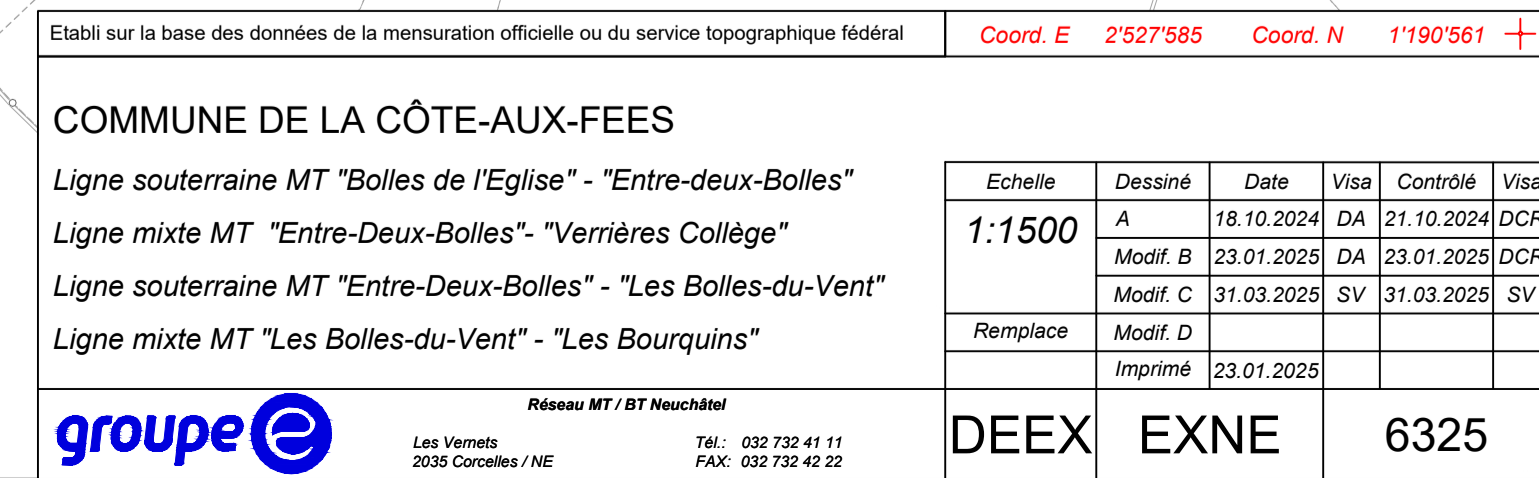 Etabli sur la base des données de la mensuration officielle ou du service topographique fédéral
Coord. E 2'527'585 Coord. N 1'190'561
COMMUNE DE LA CÔTE-AUX-FEES
Ligne souterraine MT "Bolles de l'Eglise" - "Entre-deux-Bolles"
Ligne mixte MT "Entre-Deux-Bolles"- "Verrières Collège"
Ligne souterraine MT "Entre-Deux-Bolles" - "Les Bolles-du-Vent"
Ligne mixte MT "Les Bolles-du-Vent" - "Les Bourquins"
Echelle Dessiné Date Visa Contrôlé Visa
1:1500 A 18.10.2024 DA 21.10.2024 DCR
Modif. B 23.01.2025 DA 23.01.2025 DCR
Modif. C 31.03.2025 SV 31.03.2025 SV
Remplace Modif. D
Imprimé 23.01.2025
groupe e
Réseau MT / BT Neuchâtel
Les Vernets Tél.: 032 732 41 11
2035 Corcelles / NE FAX: 032 732 42 22
DEEX EXNE 6325